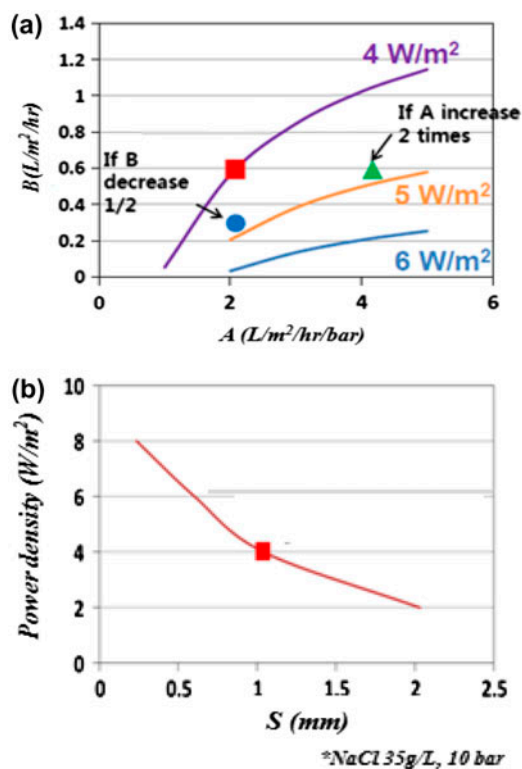 (a)
1.4
1.2
1
0.8
0.6
0.4
0.2
0
B(L/m²/hr)
4 W/m²
If A increase
2 times
If B
decrease
1/2
5 W/m²
6 W/m²
0 2 4 6
A (L/m²/hr/bar)
(b)
10
8
6
4
2
0
Power density (W/m²)
0 0.5 1 1.5 2 2.5
S (mm)
*NaCl 35g/L, 10 bar